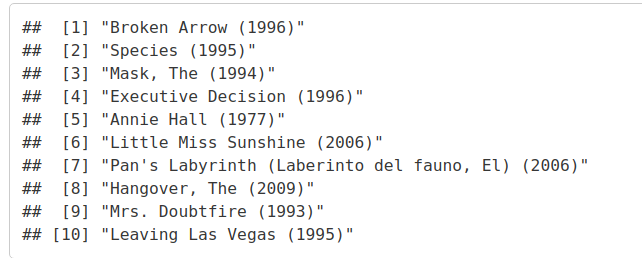 ##  [1] "Broken Arrow (1996)"
##  [2] "Species (1995)"
##  [3] "Mask, The (1994)"
##  [4] "Executive Decision (1996)"
##  [5] "Annie Hall (1977)"
##  [6] "Little Miss Sunshine (2006)"
##  [7] "Pan's Labyrinth (Laberinto del fauno, El) (2006)"
##  [8] "Hangover, The (2009)"
##  [9] "Mrs. Doubtfire (1993)"
## [10] "Leaving Las Vegas (1995)"